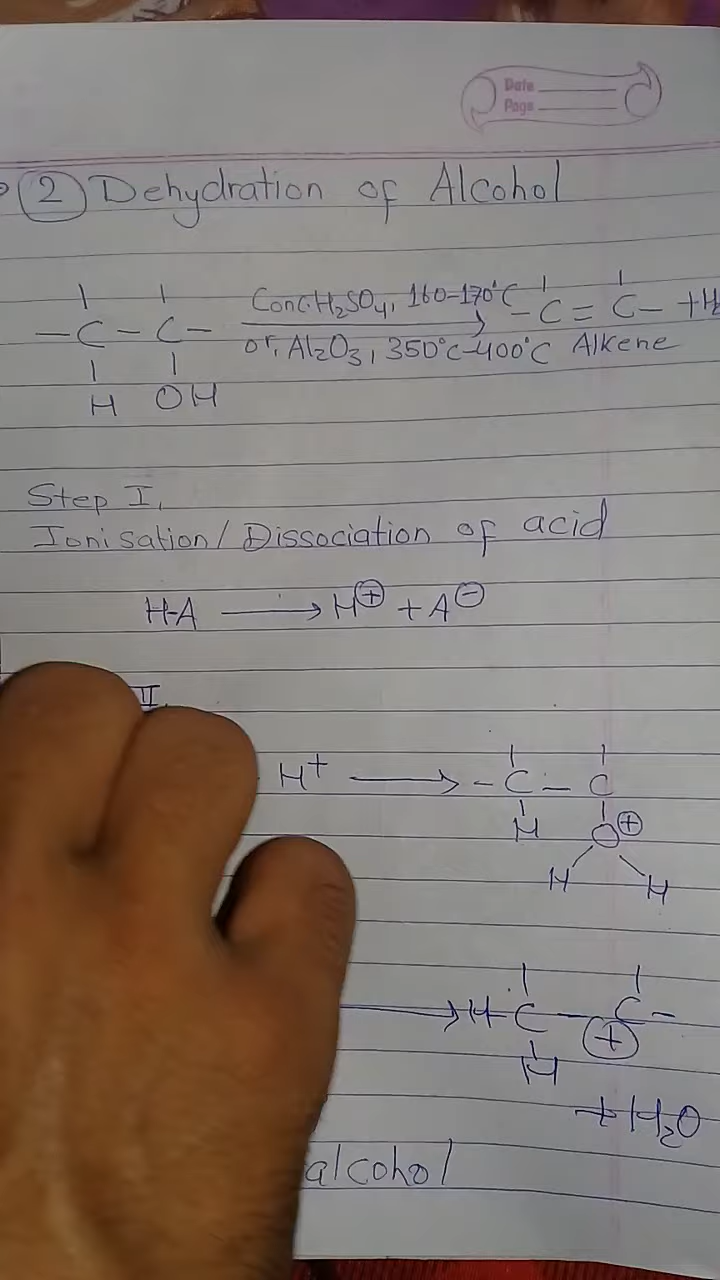 Date
Page
2 Dehydration of Alcohol
| |
Conc.H₂SO₄, 160-170°C
-C-C- → -C=C- +H
or, Al₂O₃, 350°C-400°C Alkene
| |
H OH
Step I.
Ionisation/Dissociation of acid
H-A → H⊕ + A⊖
II.
| |
H⁺ → -C-C
| |
H O⊕
H H
| |
→ H-C-C-
| ⊕
H
+ H₂O
alcohol